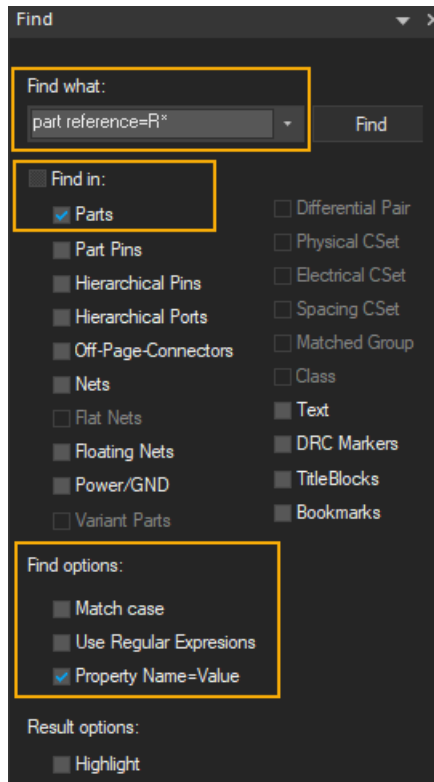 Find
Find what:
part reference=R*
Find
Find in:
Parts
Part Pins
Hierarchical Pins
Hierarchical Ports
Off-Page-Connectors
Nets
Flat Nets
Floating Nets
Power/GND
Variant Parts
Differential Pair
Physical CSet
Electrical CSet
Spacing CSet
Matched Group
Class
Text
DRC Markers
TitleBlocks
Bookmarks
Find options:
Match case
Use Regular Expresions
Property Name=Value
Result options:
Highlight